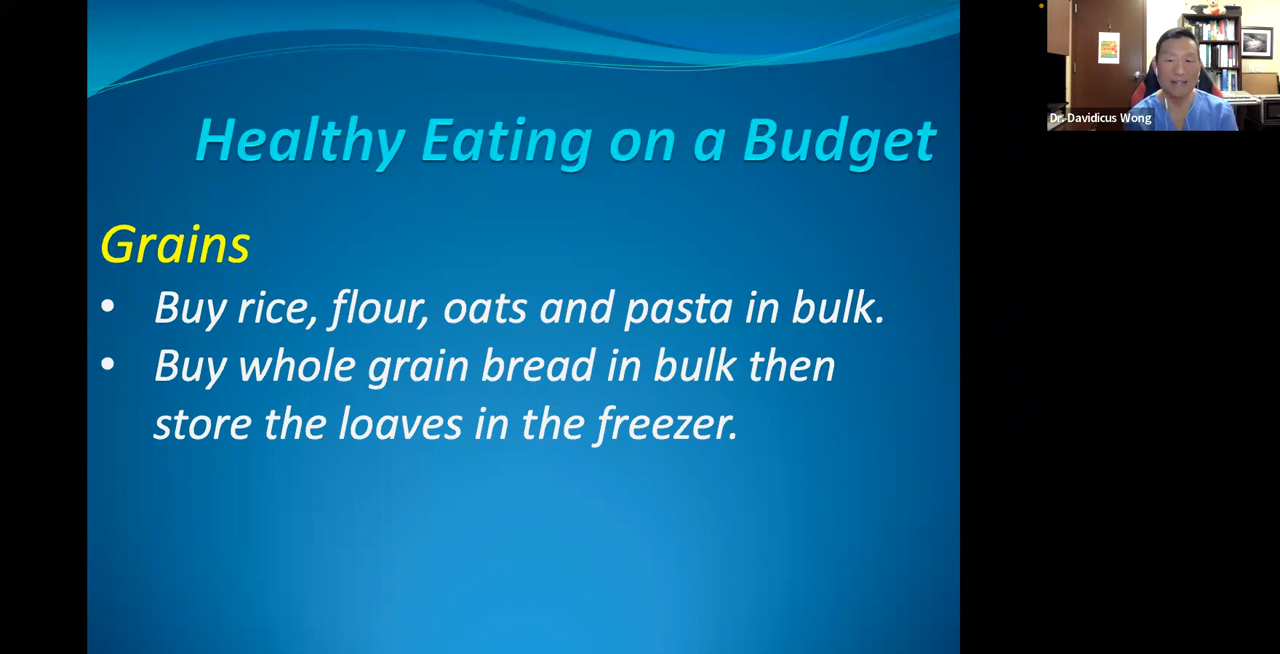 Healthy Eating on a Budget
Grains
• Buy rice, flour, oats and pasta in bulk.
• Buy whole grain bread in bulk then
store the loaves in the freezer.
Dr. Davidicus Wong